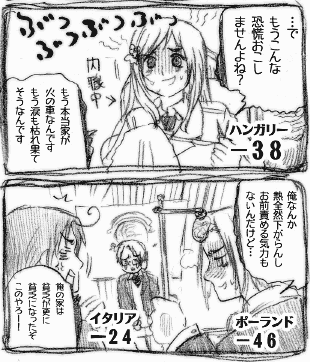 …で
もうこんな
恐慌おこし
ませんよね?
ぶつぶつぶつ
ぶつぶつぶつ
内職中
もう本当家が
火の車なんです
もう涙も枯れ果て
そうなんです
ハンガリー
－38
俺なんか
熱全然下がらんし
お前責める気力も
ないんだけど…
俺の家は
貧乏が更に
貧乏になったぞ
このやろー!
イタリア
－24
ポーランド
－46